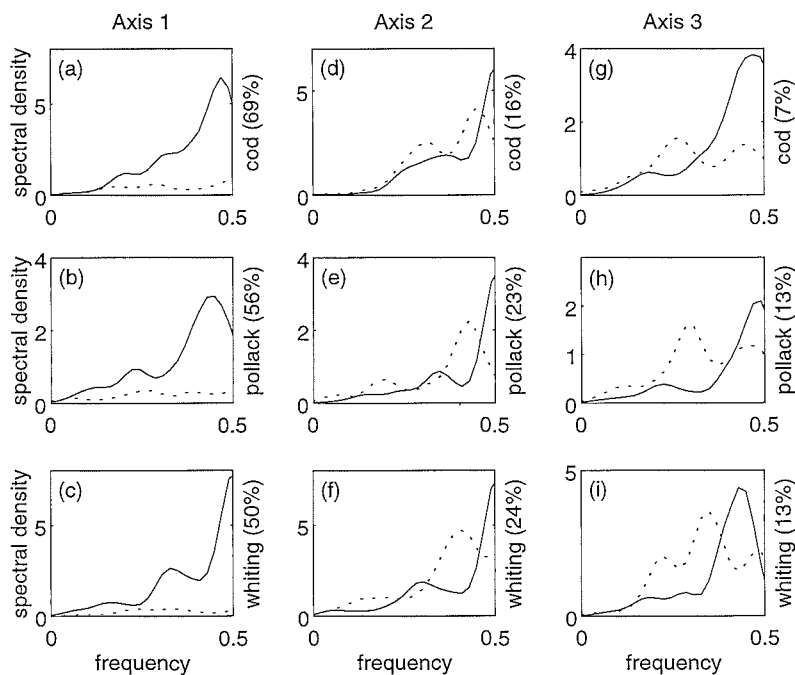 Axis 1
Axis 2
Axis 3
(a)
spectral density
5
0
0
0.5
cod (69%)
(d)
5
0
0
0.5
cod (16%)
(g)
4
2
0
0
0.5
cod (7%)
(b)
spectral density
4
2
0
0
0.5
pollack (56%)
(e)
4
2
0
0
0.5
pollack (23%)
(h)
2
1
0
0
0.5
pollack (13%)
(c)
spectral density
5
0
0
0.5
frequency
whiting (50%)
(f)
5
0
0
0.5
frequency
whiting (24%)
(i)
5
0
0
0.5
frequency
whiting (13%)